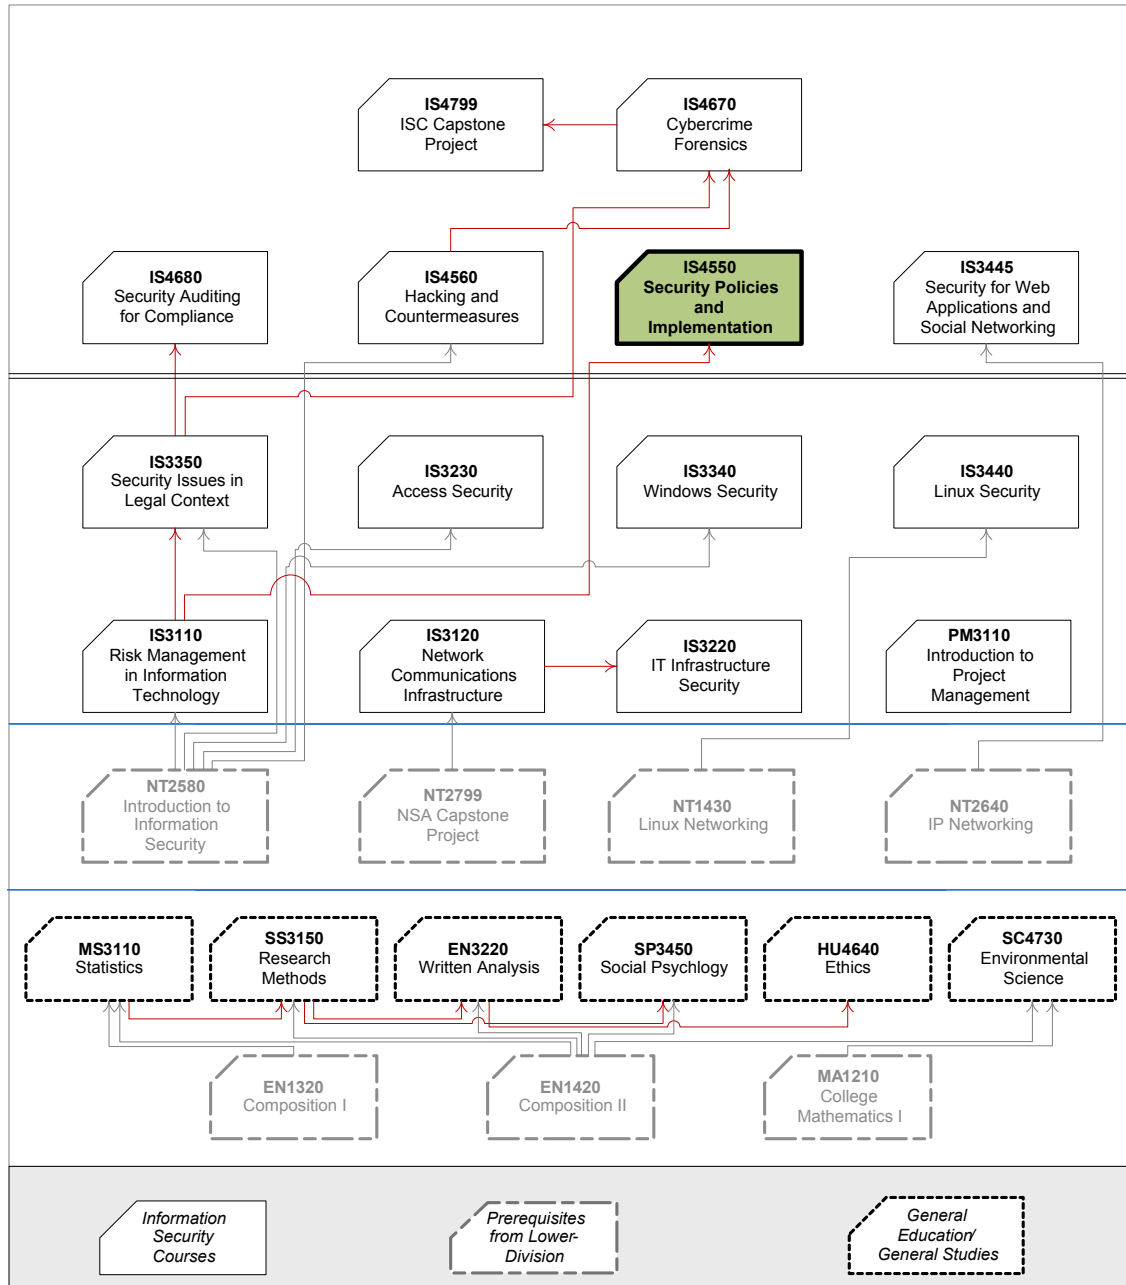 IS4799
ISC Capstone
Project
IS4670
Cybercrime
Forensics
IS4680
Security Auditing
for Compliance
IS4560
Hacking and
Countermeasures
IS4550
Security Policies
and
Implementation
IS3445
Security for Web
Applications and
Social Networking
IS3350
Security Issues in
Legal Context
IS3230
Access Security
IS3340
Windows Security
IS3440
Linux Security
IS3110
Risk Management
in Information
Technology
IS3120
Network
Communications
Infrastructure
IS3220
IT Infrastructure
Security
PM3110
Introduction to
Project
Management
NT2580
Introduction to
Information
Security
NT2799
NSA Capstone
Project
NT1430
Linux Networking
NT2640
IP Networking
MS3110
Statistics
SS3150
Research
Methods
EN3220
Written Analysis
SP3450
Social Psychlogy
HU4640
Ethics
SC4730
Environmental
Science
EN1320
Composition I
EN1420
Composition II
MA1210
College
Mathematics I
Information
Security
Courses
Prerequisites
from Lower-
Division
General
Education/
General Studies